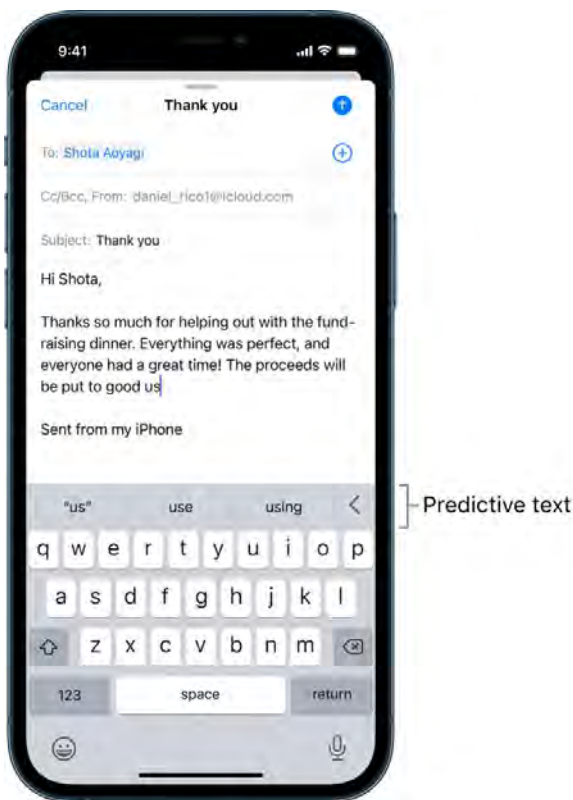 9:41
Cancel Thank you
To: Shota Aoyagi
Cc/Bcc, From: daniel_rico1@icloud.com
Subject: Thank you
Hi Shota,
Thanks so much for helping out with the fund-
raising dinner. Everything was perfect, and
everyone had a great time! The proceeds will
be put to good us
Sent from my iPhone
"us" use using
Predictive text
q w e r t y u i o p
a s d f g h j k l
z x c v b n m
123 space return